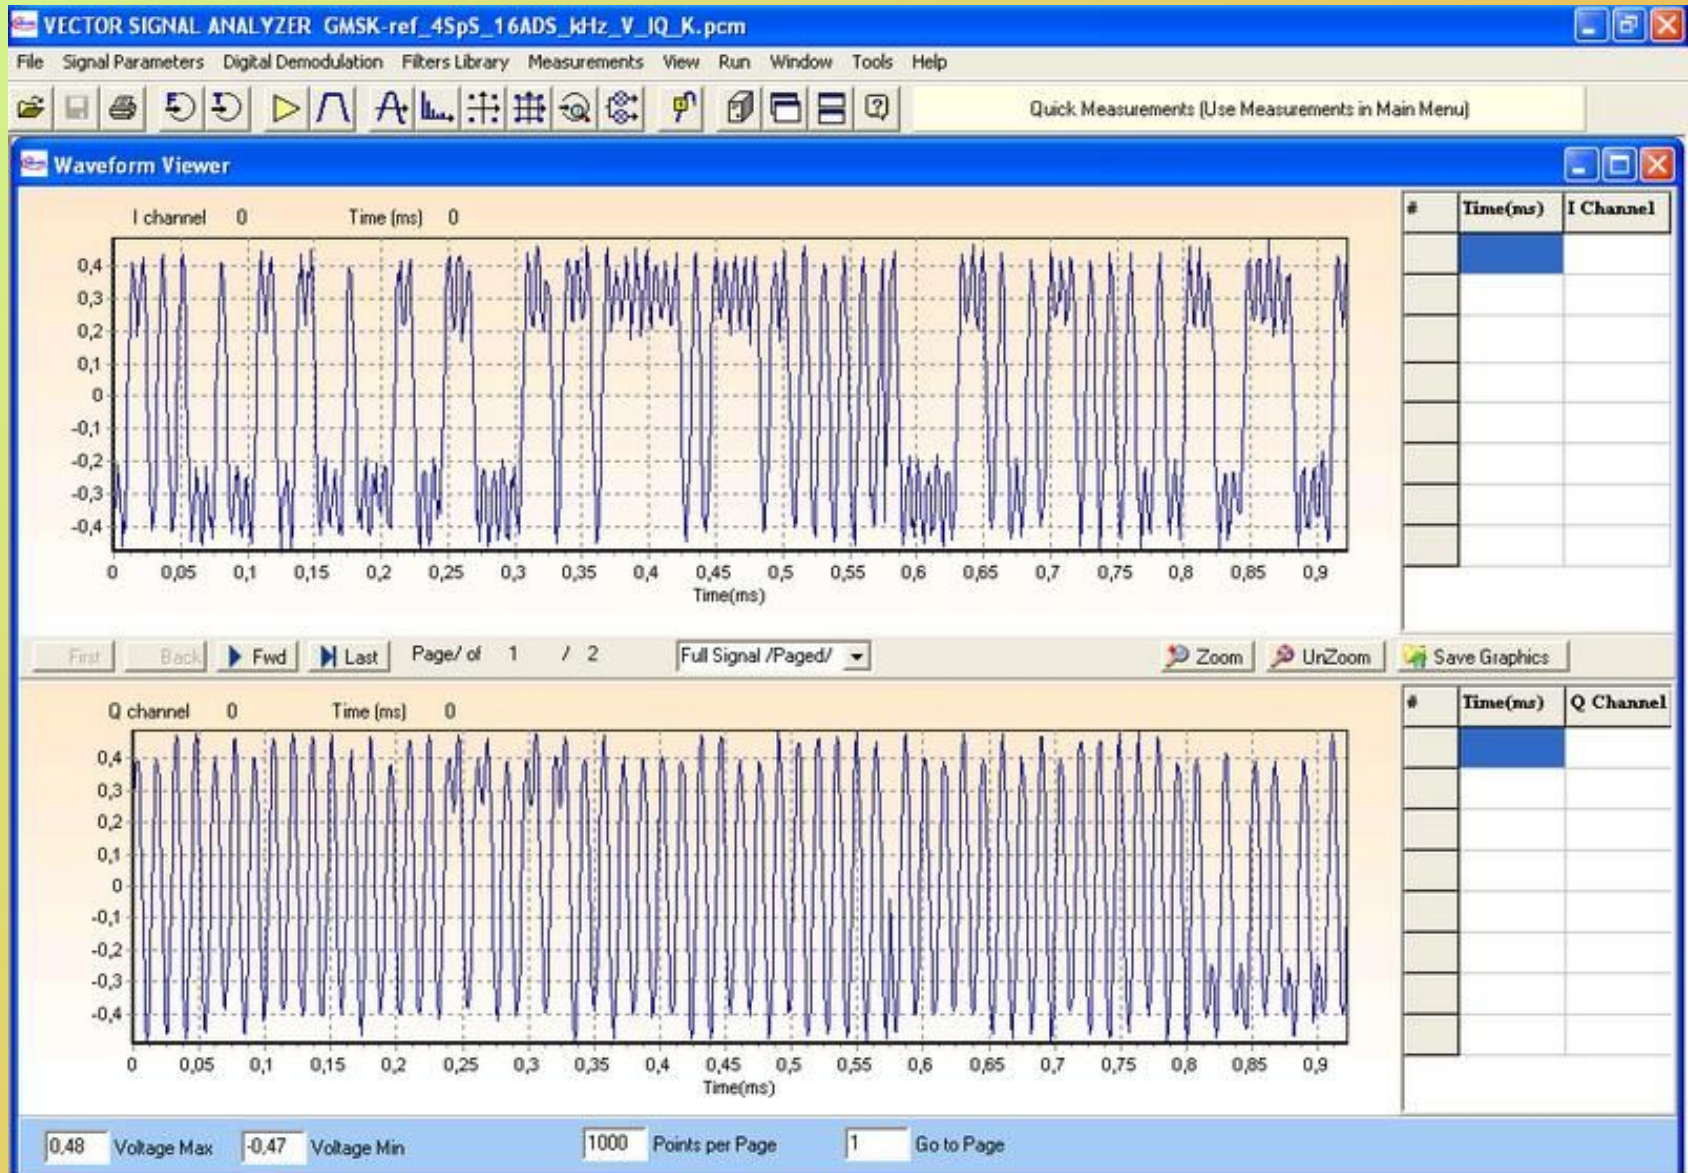 VECTOR SIGNAL ANALYZER GMSK-ref_4SpS_16ADS_kHz_V_IQ_K.pcm
File Signal Parameters Digital Demodulation Filters Library Measurements View Run Window Tools Help
Quick Measurements (Use Measurements in Main Menu)
Waveform Viewer
I channel 0 Time (ms) 0
# Time(ms) I Channel
0,4
0,3
0,2
0,1
0
-0,1
-0,2
-0,3
-0,4
0 0,05 0,1 0,15 0,2 0,25 0,3 0,35 0,4 0,45 0,5 0,55 0,6 0,65 0,7 0,75 0,8 0,85 0,9
Time(ms)
First Back Fwd Last Page/ of 1 / 2 Full Signal /Paged/ Zoom UnZoom Save Graphics
Q channel 0 Time (ms) 0
# Time(ms) Q Channel
0,4
0,3
0,2
0,1
0
-0,1
-0,2
-0,3
-0,4
0 0,05 0,1 0,15 0,2 0,25 0,3 0,35 0,4 0,45 0,5 0,55 0,6 0,65 0,7 0,75 0,8 0,85 0,9
Time(ms)
0,48 Voltage Max -0,47 Voltage Min 1000 Points per Page 1 Go to Page